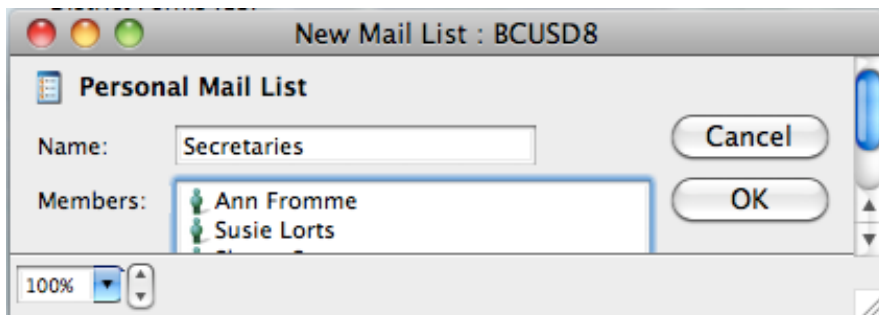 New Mail List : BCUSD8
Personal Mail List
Name: Secretaries
Cancel
Members: Ann Fromme
OK
Susie Lorts
100%